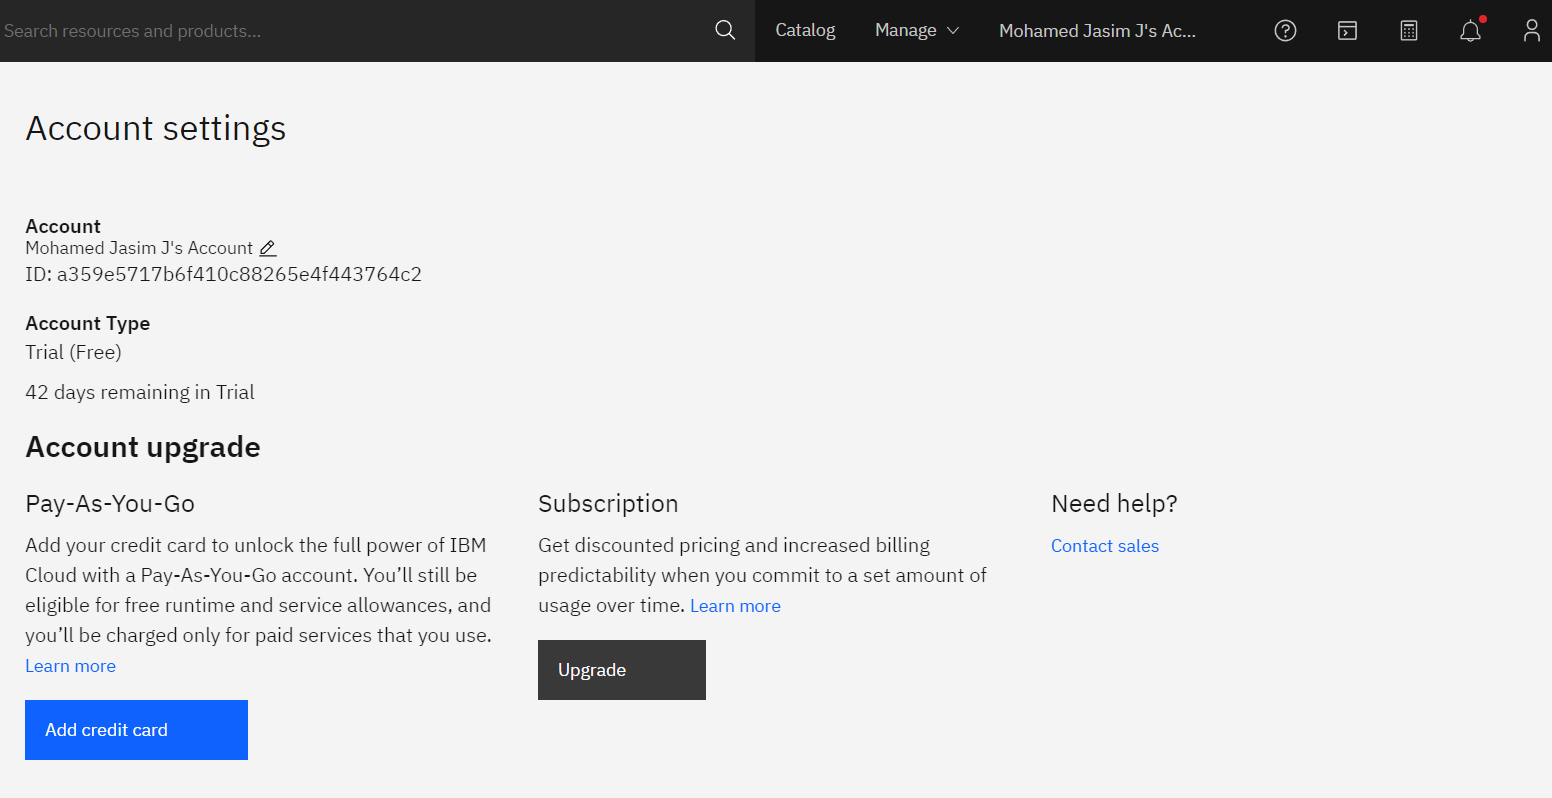 Search resources and products...
Catalog
Manage
Mohamed Jasim J's Ac...
Account settings
Account
Mohamed Jasim J's Account
ID: a359e5717b6f410c88265e4f443764c2
Account Type
Trial (Free)
42 days remaining in Trial
Account upgrade
Pay-As-You-Go
Add your credit card to unlock the full power of IBM
Cloud with a Pay-As-You-Go account. You’ll still be
eligible for free runtime and service allowances, and
you’ll be charged only for paid services that you use.
Learn more
Add credit card
Subscription
Get discounted pricing and increased billing
predictability when you commit to a set amount of
usage over time. Learn more
Upgrade
Need help?
Contact sales